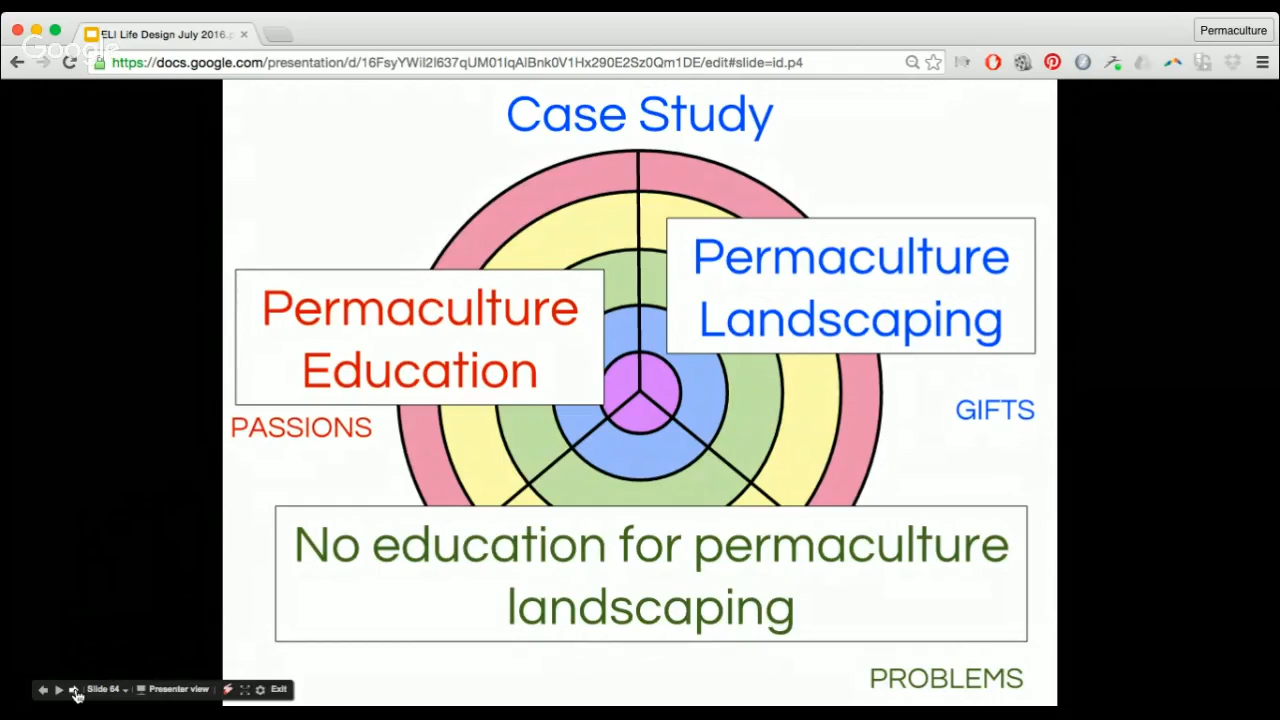 ELI Life Design July 2016.p
Permaculture
Google
https://docs.google.com/presentation/d/16FsyYWil2l637qUM01IqAlBnk0V1Hx290E2Sz0Qm1DE/edit#slide=id.p4
Case Study
Permaculture
Landscaping
Permaculture
Education
GIFTS
PASSIONS
No education for permaculture
landscaping
PROBLEMS
Slide 64
Presenter view
Exit